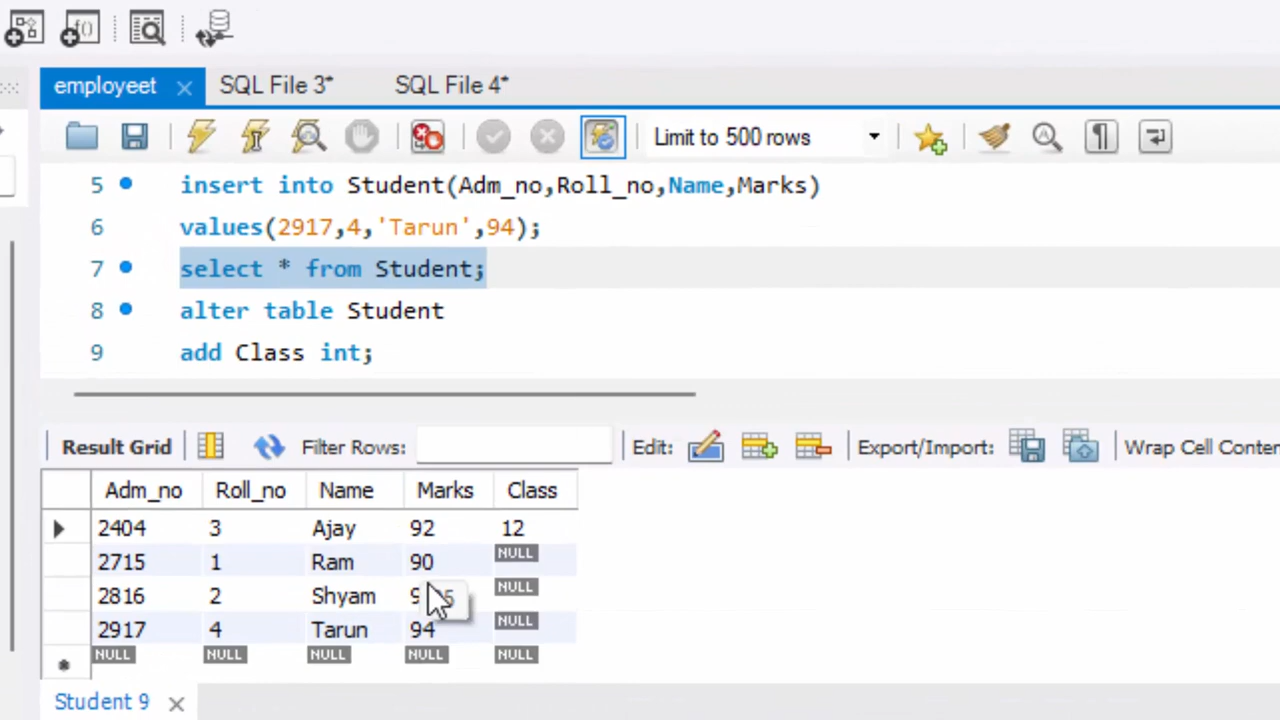 employeet
SQL File 3*
SQL File 4*
Limit to 500 rows
5 insert into Student(Adm_no,Roll_no,Name,Marks)
6 values(2917,4,'Tarun',94);
7 select * from Student;
8 alter table Student
9 add Class int;
Result Grid Filter Rows: Edit: Export/Import: Wrap Cell Conten
Adm_no Roll_no Name Marks Class
2404 3 Ajay 92 12
2715 1 Ram 90 NULL
2816 2 Shyam NULL
2917 4 Tarun 94 NULL
NULL NULL NULL NULL NULL
Student 9